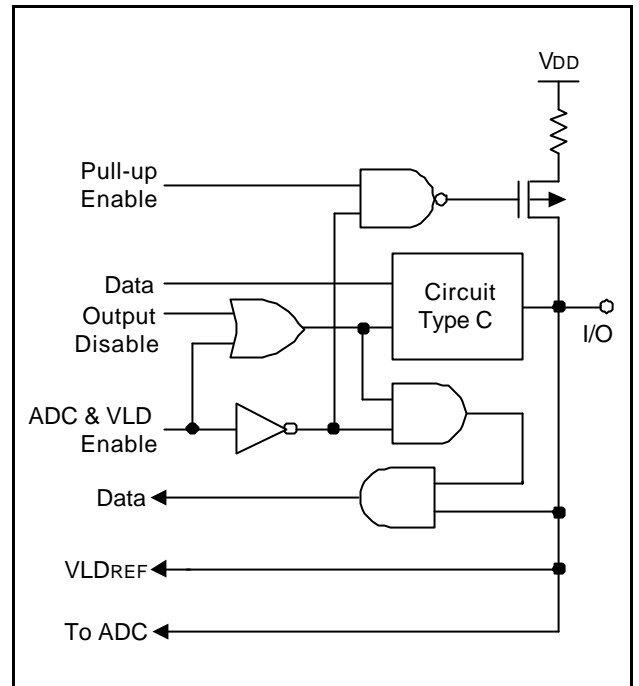 VDD
Pull-up
Enable
Data
Output
Disable
Circuit
Type C
I/O
ADC & VLD
Enable
Data
VLDREF
To ADC